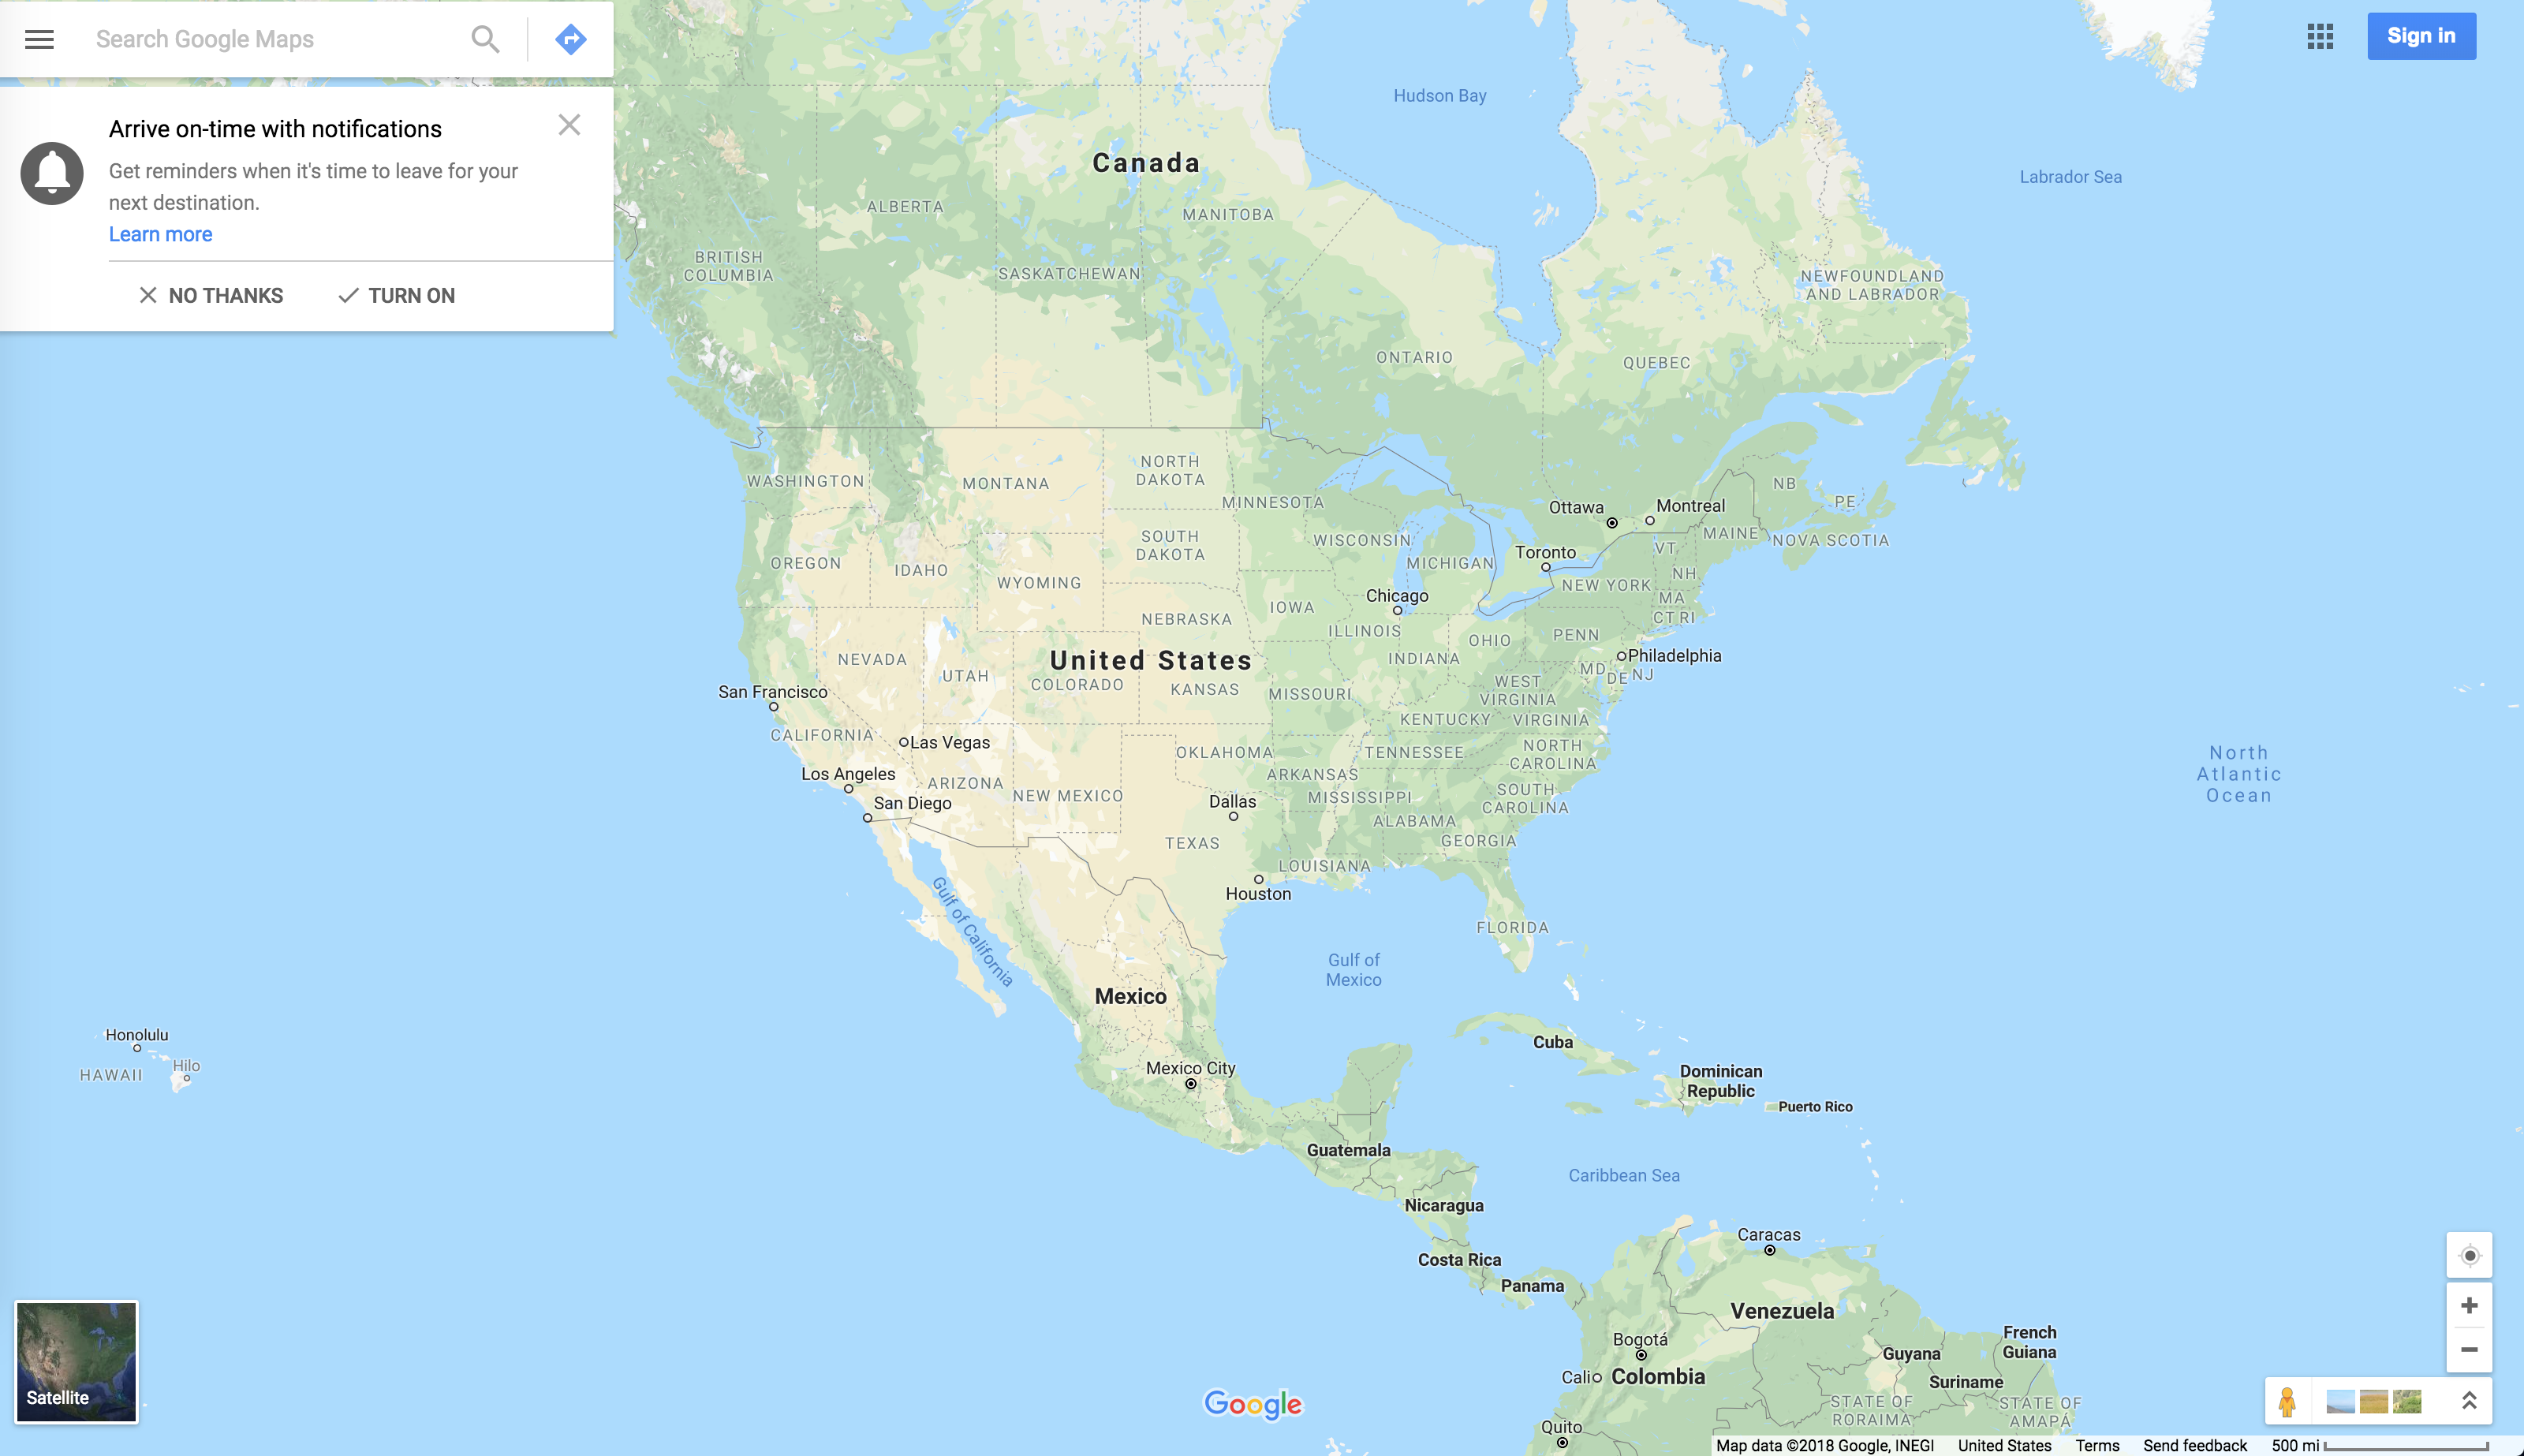 Search Google Maps
Sign in
Arrive on-time with notifications
Get reminders when it's time to leave for your
next destination.
Learn more
NO THANKS
TURN ON
Hudson Bay
Labrador Sea
Canada
ALBERTA
MANITOBA
BRITISH
COLUMBIA
SASKATCHEWAN
NEWFOUNDLAND
AND LABRADOR
ONTARIO
QUEBEC
WASHINGTON
MONTANA
NORTH
DAKOTA
MINNESOTA
Ottawa
Montreal
NB
PE
MAINE
NOVA SCOTIA
OREGON
IDAHO
SOUTH
DAKOTA
WISCONSIN
MICHIGAN
Toronto
VT
NH
WYOMING
NEW YORK
MA
CT RI
Chicago
IOWA
NEBRASKA
ILLINOIS
OHIO
PENN
INDIANA
NEVADA
UTAH
United States
COLORADO
KANSAS
MISSOURI
WEST
VIRGINIA
MD
DE
NJ
Philadelphia
San Francisco
KENTUCKY
VIRGINIA
CALIFORNIA
Las Vegas
OKLAHOMA
TENNESSEE
NORTH
CAROLINA
North
Atlantic
Ocean
Los Angeles
ARIZONA
NEW MEXICO
ARKANSAS
San Diego
Dallas
MISSISSIPPI
SOUTH
CAROLINA
ALABAMA
TEXAS
GEORGIA
LOUISIANA
Houston
Gulf of California
FLORIDA
Gulf of
Mexico
Mexico
Honolulu
Hilo
HAWAII
Cuba
Mexico City
Dominican
Republic
Puerto Rico
Guatemala
Caribbean Sea
Nicaragua
Caracas
Costa Rica
Panama
Venezuela
Bogotá
Guyana
French
Guiana
Cali
Colombia
Suriname
STATE OF
RORAIMA
STATE OF
AMAPÁ
Quito
Satellite
Google
Map data ©2018 Google, INEGI
United States
Terms
Send feedback
500 mi